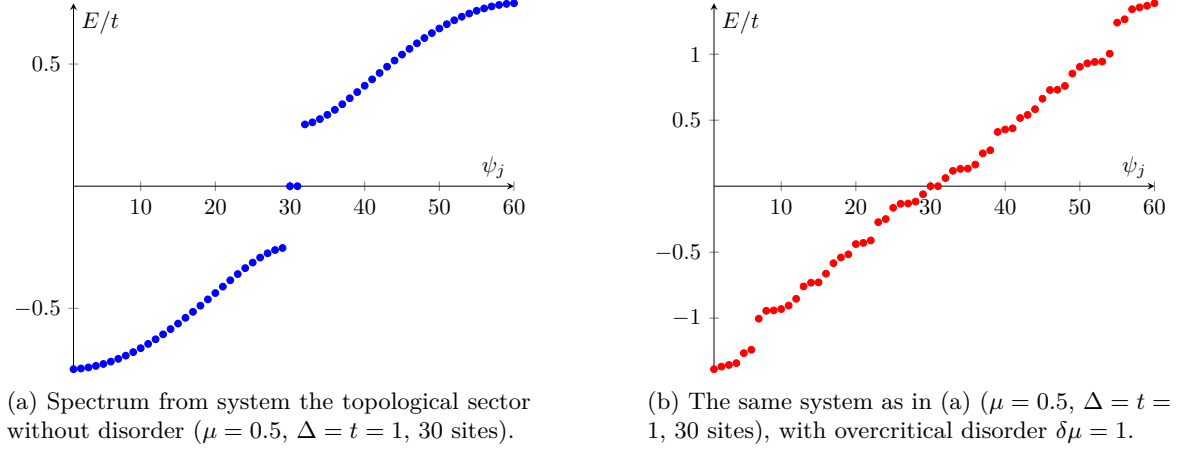 E/t
0.5
−0.5
10 20 30 40 50 60
ψj
(a) Spectrum from system the topological sector
without disorder (μ = 0.5, Δ = t = 1, 30 sites).
E/t
1
0.5
−0.5
−1
10 20 30 40 50 60
ψj
(b) The same system as in (a) (μ = 0.5, Δ = t =
1, 30 sites), with overcritical disorder δμ = 1.